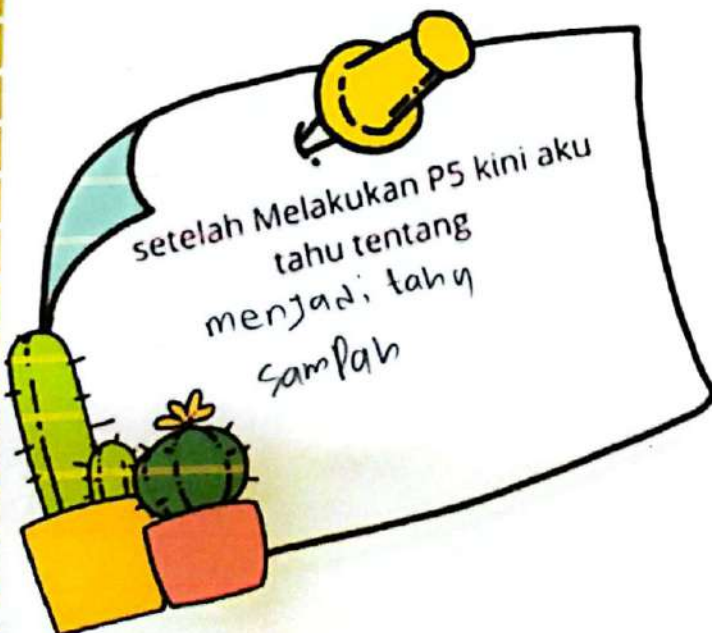 setelah Melakukan P5 kini aku
tahu tentang
menjadi tahu
sampah